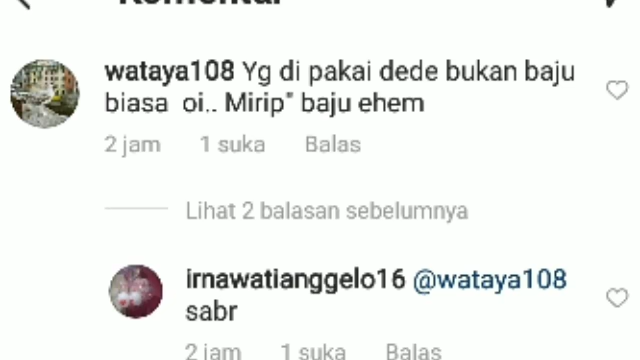 Komentar
wataya108 Yg di pakai dede bukan baju
biasa oi.. Mirip" baju ehem
2 jam 1 suka Balas
Lihat 2 balasan sebelumnya
irnawatianggelo16 @wataya108
sabr
2 jam 1 suka Balas